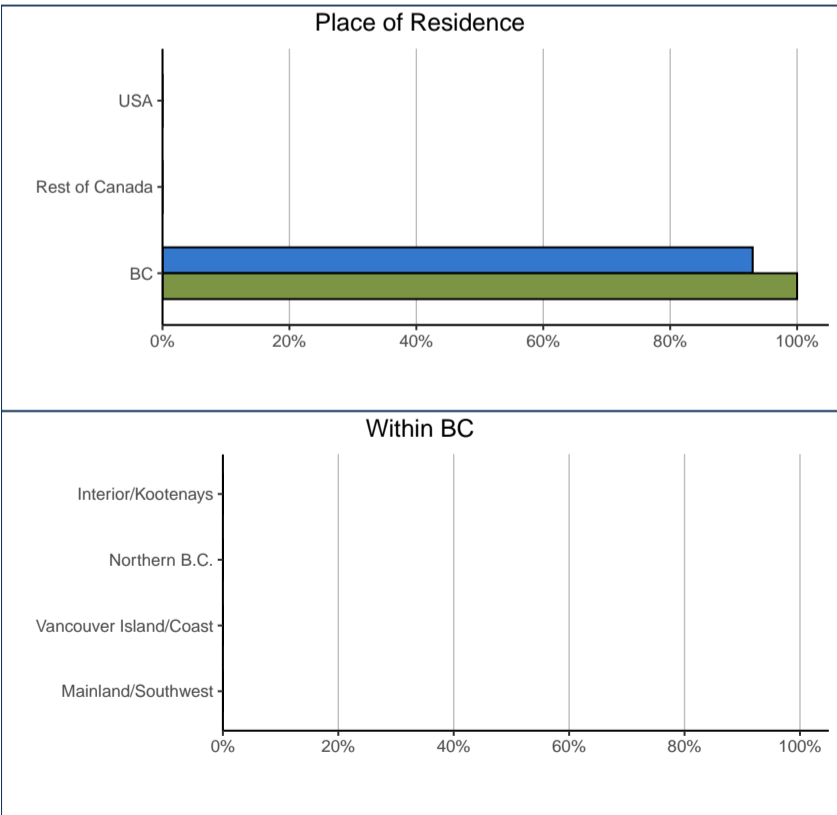 Place of Residence
USA
Rest of Canada
BC
0% 20% 40% 60% 80% 100%
Within BC
Interior/Kootenays
Northern B.C.
Vancouver Island/Coast
Mainland/Southwest
0% 20% 40% 60% 80% 100%